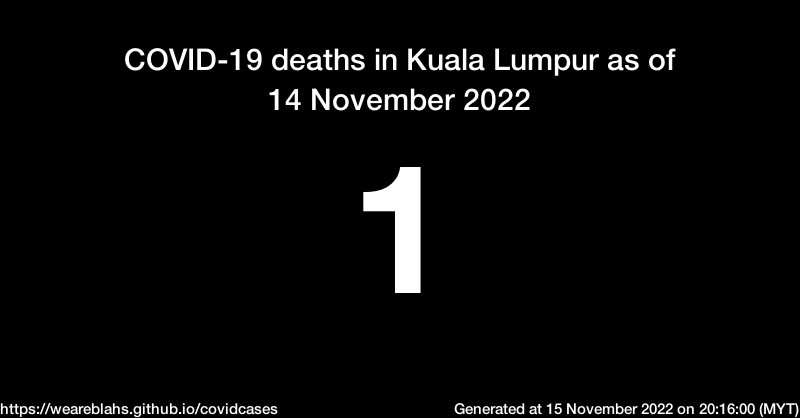 COVID-19 deaths in Kuala Lumpur as of
14 November 2022
1
https://weareblahs.github.io/covidcases
Generated at 15 November 2022 on 20:16:00 (MYT)